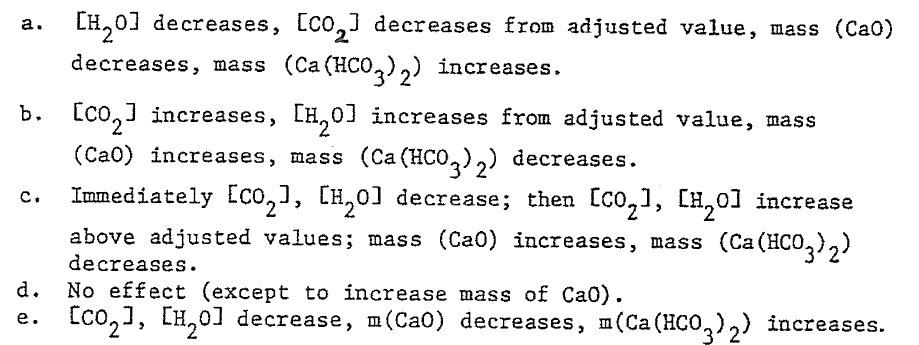 a. [H₂O] decreases, [CO₂] decreases from adjusted value, mass (CaO)
decreases, mass (Ca(HCO₃)₂) increases.
b. [CO₂] increases, [H₂O] increases from adjusted value, mass
(CaO) increases, mass (Ca(HCO₃)₂) decreases.
c. Immediately [CO₂], [H₂O] decrease; then [CO₂], [H₂O] increase
above adjusted values; mass (CaO) increases, mass (Ca(HCO₃)₂)
decreases.
d. No effect (except to increase mass of CaO).
e. [CO₂], [H₂O] decrease, m(CaO) decreases, m(Ca(HCO₃)₂) increases.